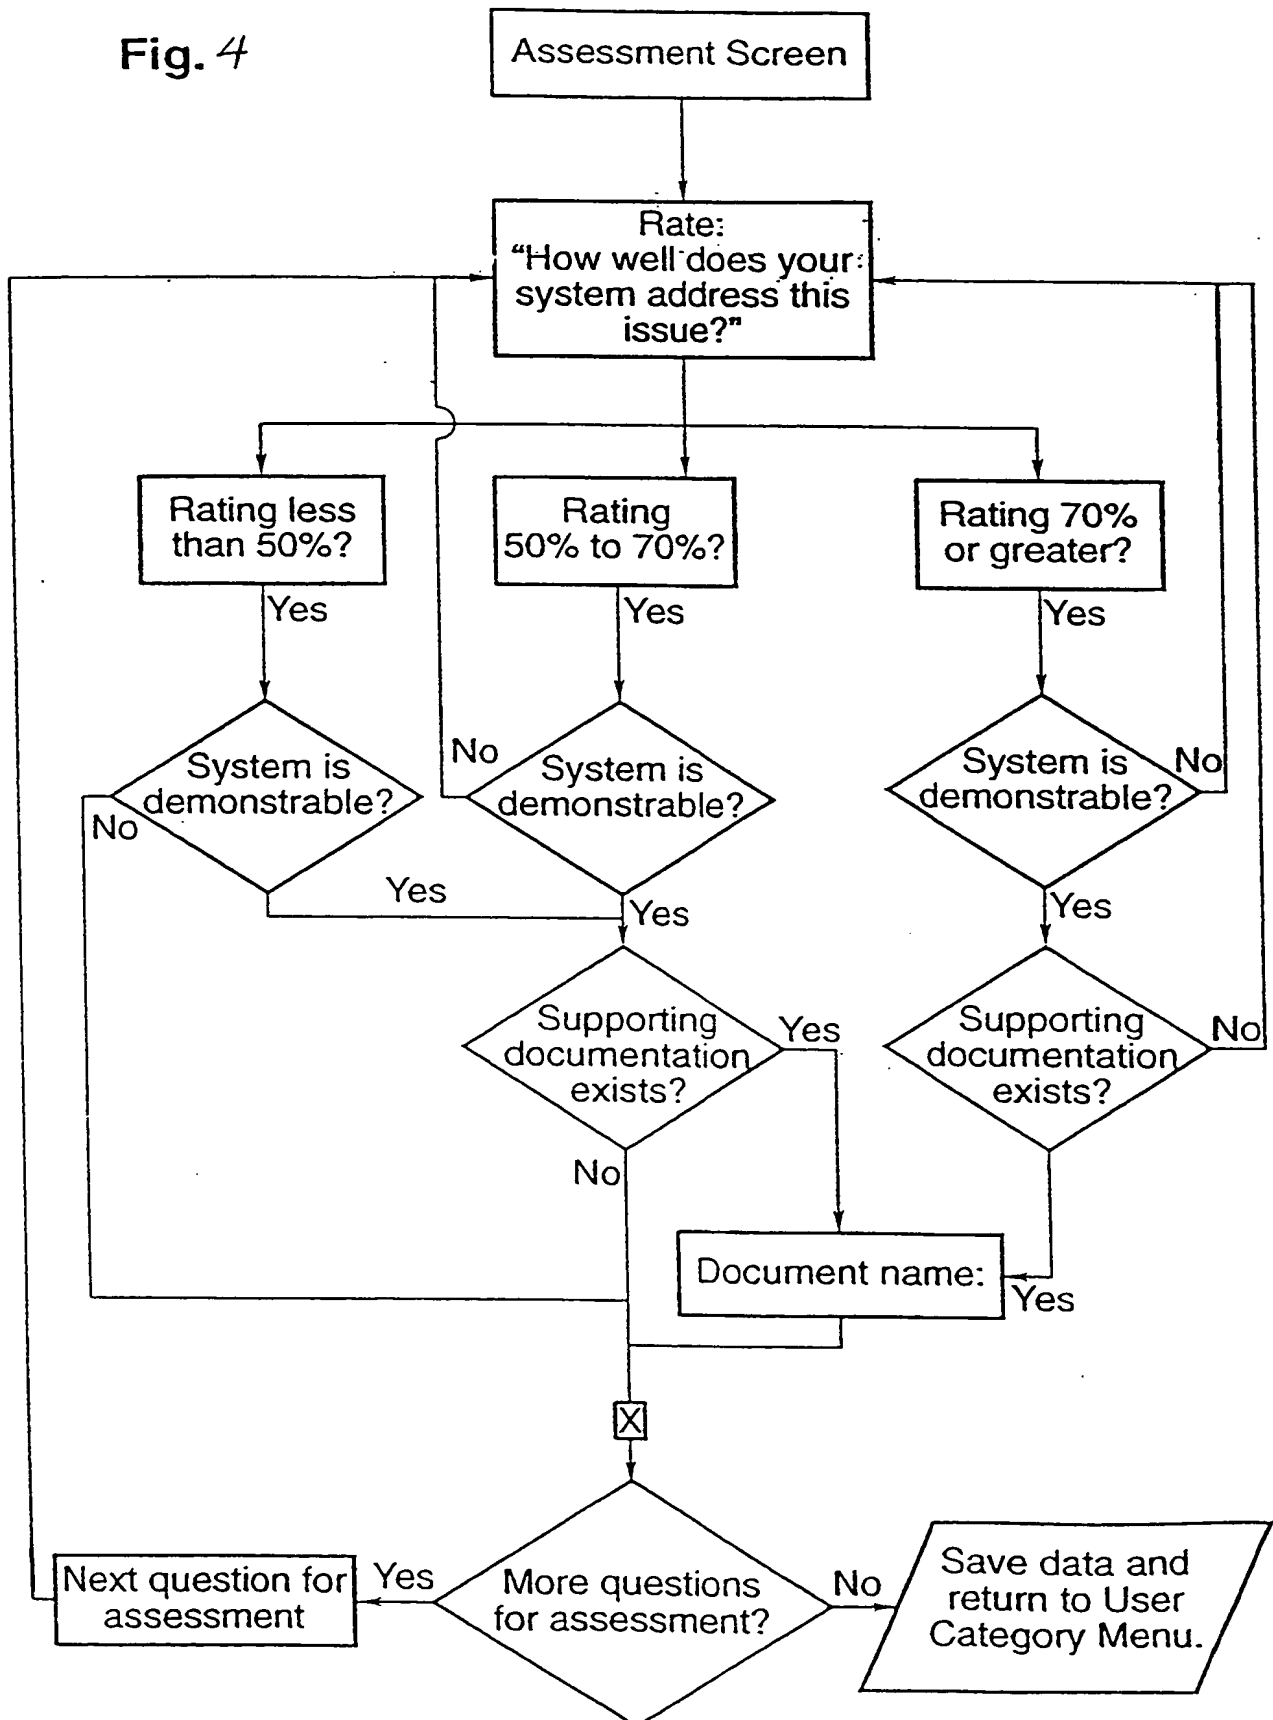 Fig. 4
Assessment Screen
Rate:
“How well does your
system address this
issue?”
Rating less
than 50%?
Rating
50% to 70%?
Rating 70%
or greater?
Yes
Yes
Yes
System is
demonstrable?
No
No
System is
demonstrable?
System is
demonstrable?
No
Yes
Yes
Yes
Supporting
documentation
exists?
Yes
No
Supporting
documentation
exists?
No
Document name:
Yes
X
Next question for
assessment
Yes
More questions
for assessment?
No
Save data and
return to User
Category Menu.